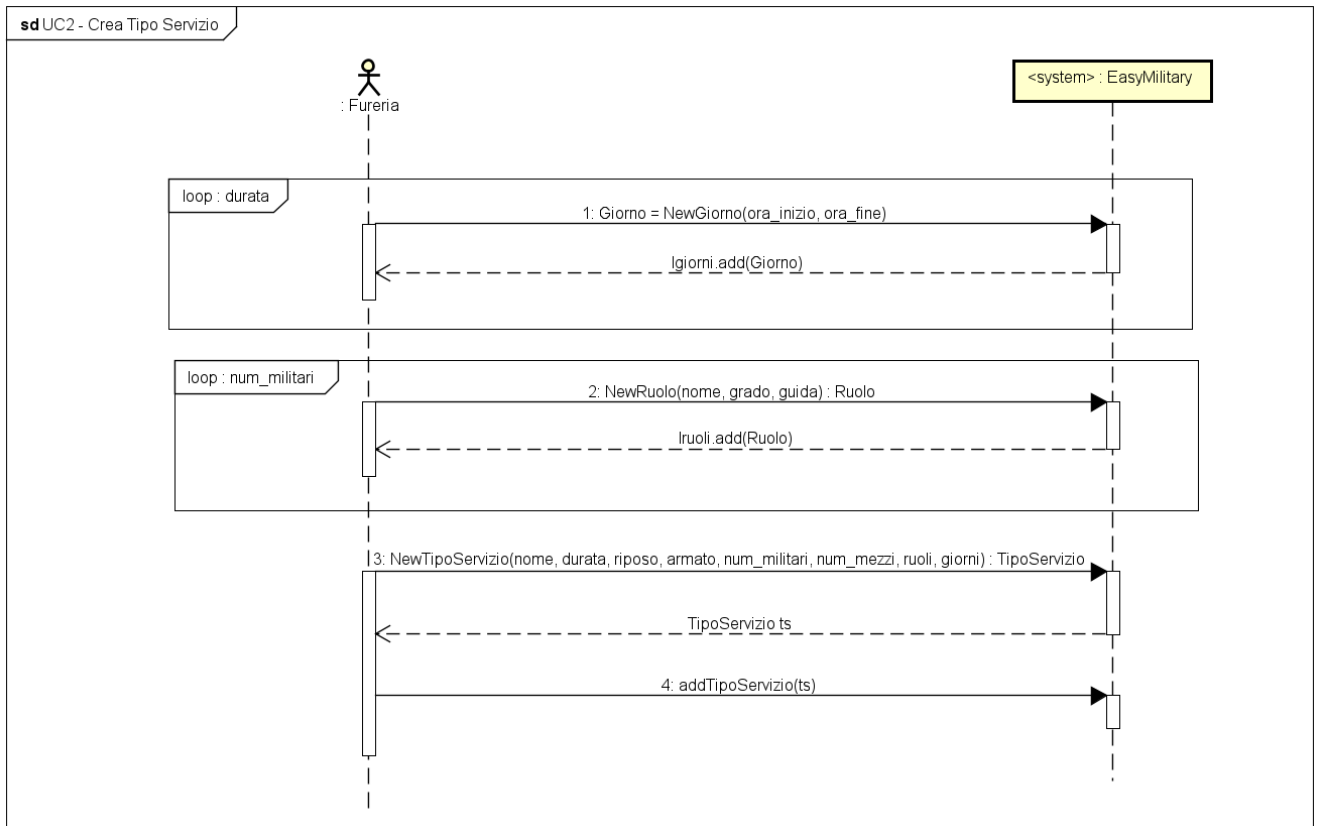 sd UC2 - Crea Tipo Servizio
<system> : EasyMilitary
: Fureria
loop : durata
1: Giorno = NewGiorno(ora_inizio, ora_fine)
lgiorni.add(Giorno)
loop : num_militari
2: NewRuolo(nome, grado, guida) : Ruolo
lruoli.add(Ruolo)
3: NewTipoServizio(nome, durata, riposo, armato, num_militari, num_mezzi, ruoli, giorni) : TipoServizio
TipoServizio ts
4: addTipoServizio(ts)